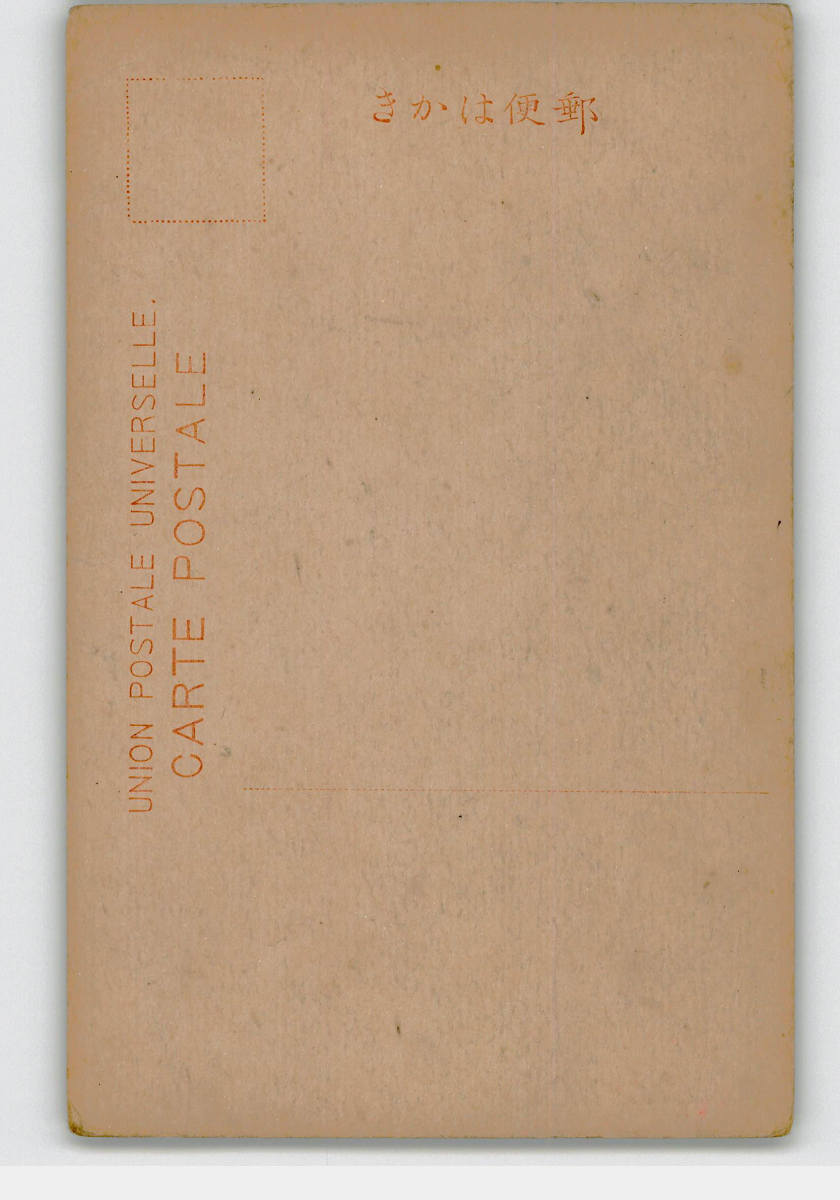 郵便はかき
UNION POSTALE UNIVERSELLE.
CARTE POSTALE